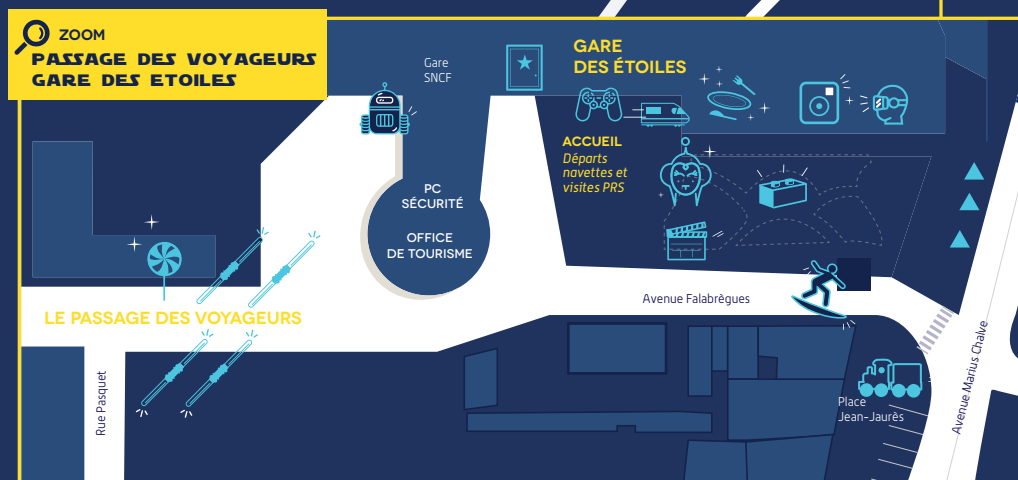 ZOOM
PASSAGE DES VOYAGEURS
GARE DES ETOILES
Gare
SNCF
GARE
DES ÉTOILES
ACCUEIL
Départs
navettes et
visites PRS
PC
SÉCURITÉ
OFFICE
DE TOURISME
Avenue Falabrègues
LE PASSAGE DES VOYAGEURS
Rue Pasquet
Avenue Marius Chalve
Place
Jean-Jaurès